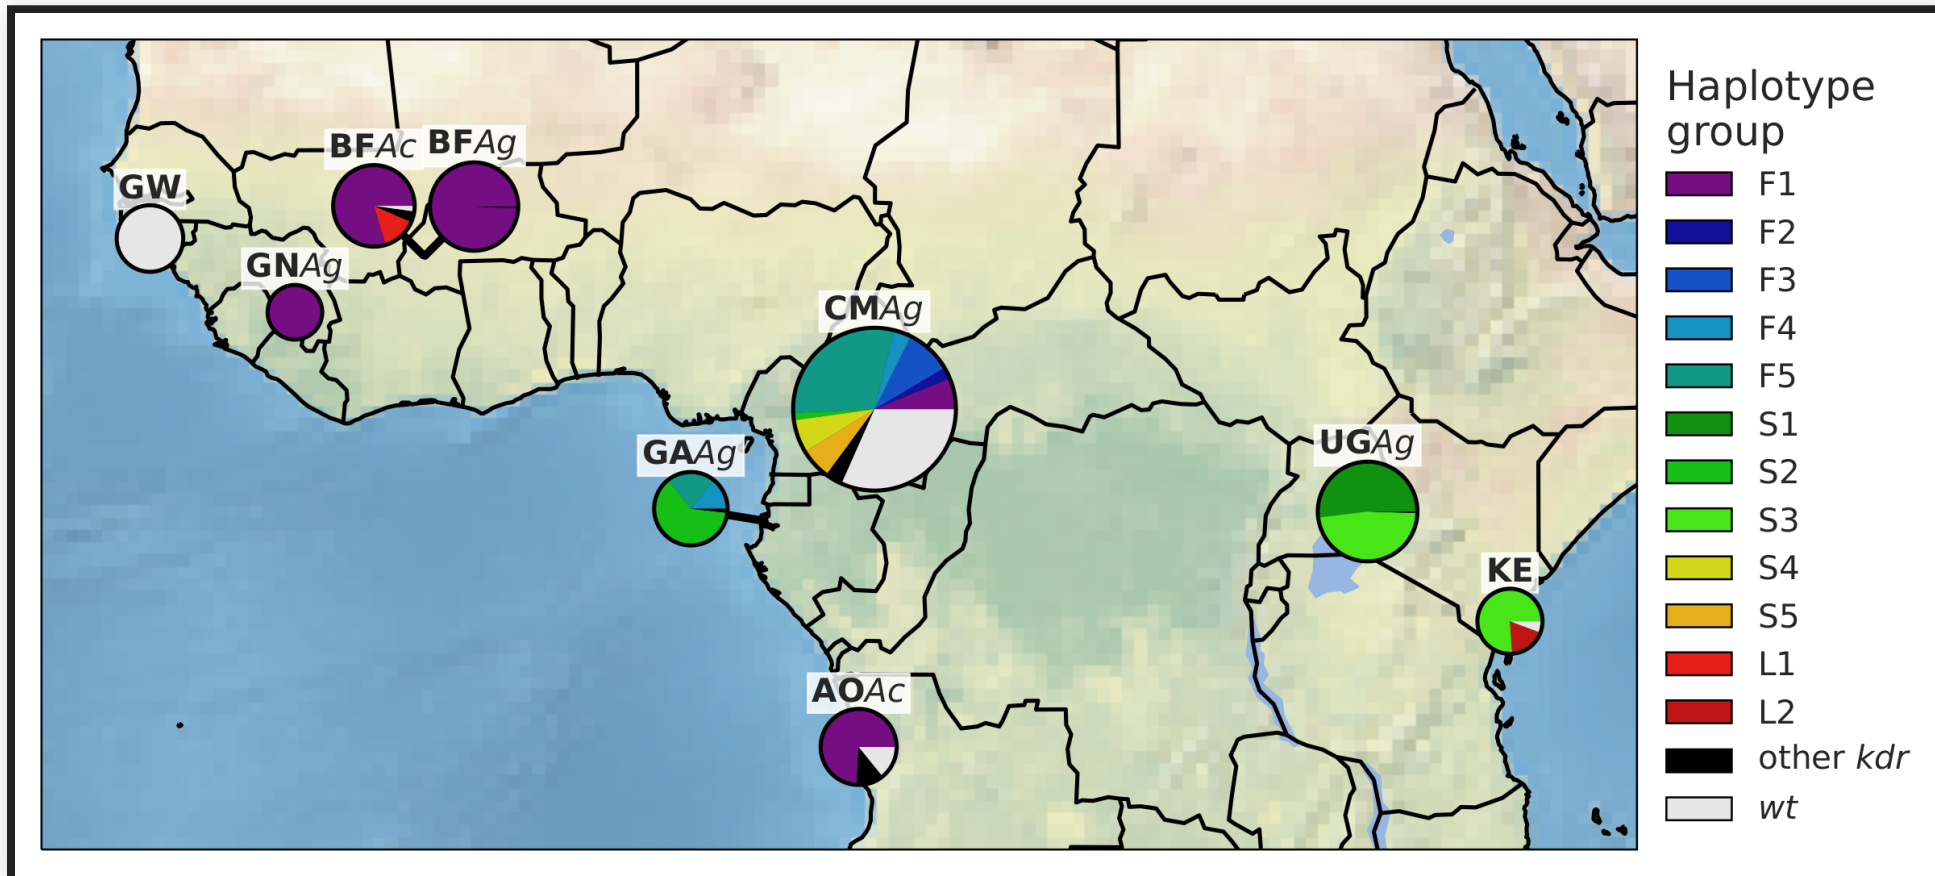 BFAc
BFAg
GW
GNAg
CMAg
GAAg
UGAg
KE
AOAc
Haplotype
group
F1
F2
F3
F4
F5
S1
S2
S3
S4
S5
L1
L2
other kdr
wt